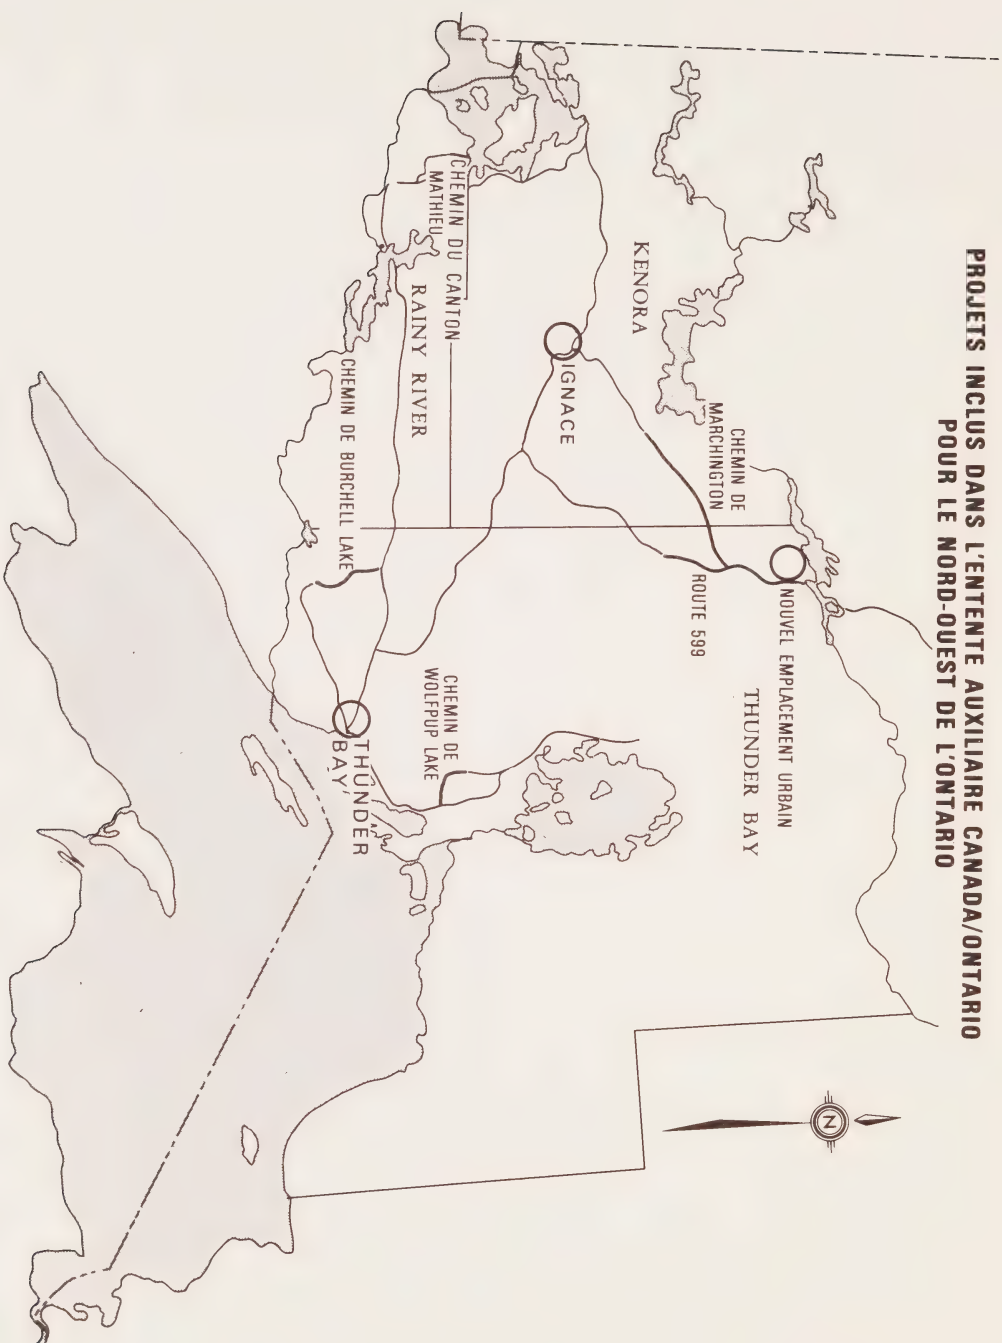 PROJETS INCLUS DANS L'ENTENTE AUXILIAIRE CANADA/ONTARIO
POUR LE NORD-OUEST DE L'ONTARIO
KENORA
CHEMIN DE
MARCHINGTON
NOUVEL EMPLACEMENT URBAIN
THUNDER BAY
ROUTE 599
IGNACE
CHEMIN DU CANTON
MATHIEU
RAINY RIVER
CHEMIN DE BURCHELL LAKE
CHEMIN DE
WOLFPUP LAKE
THUNDER
BAY
N